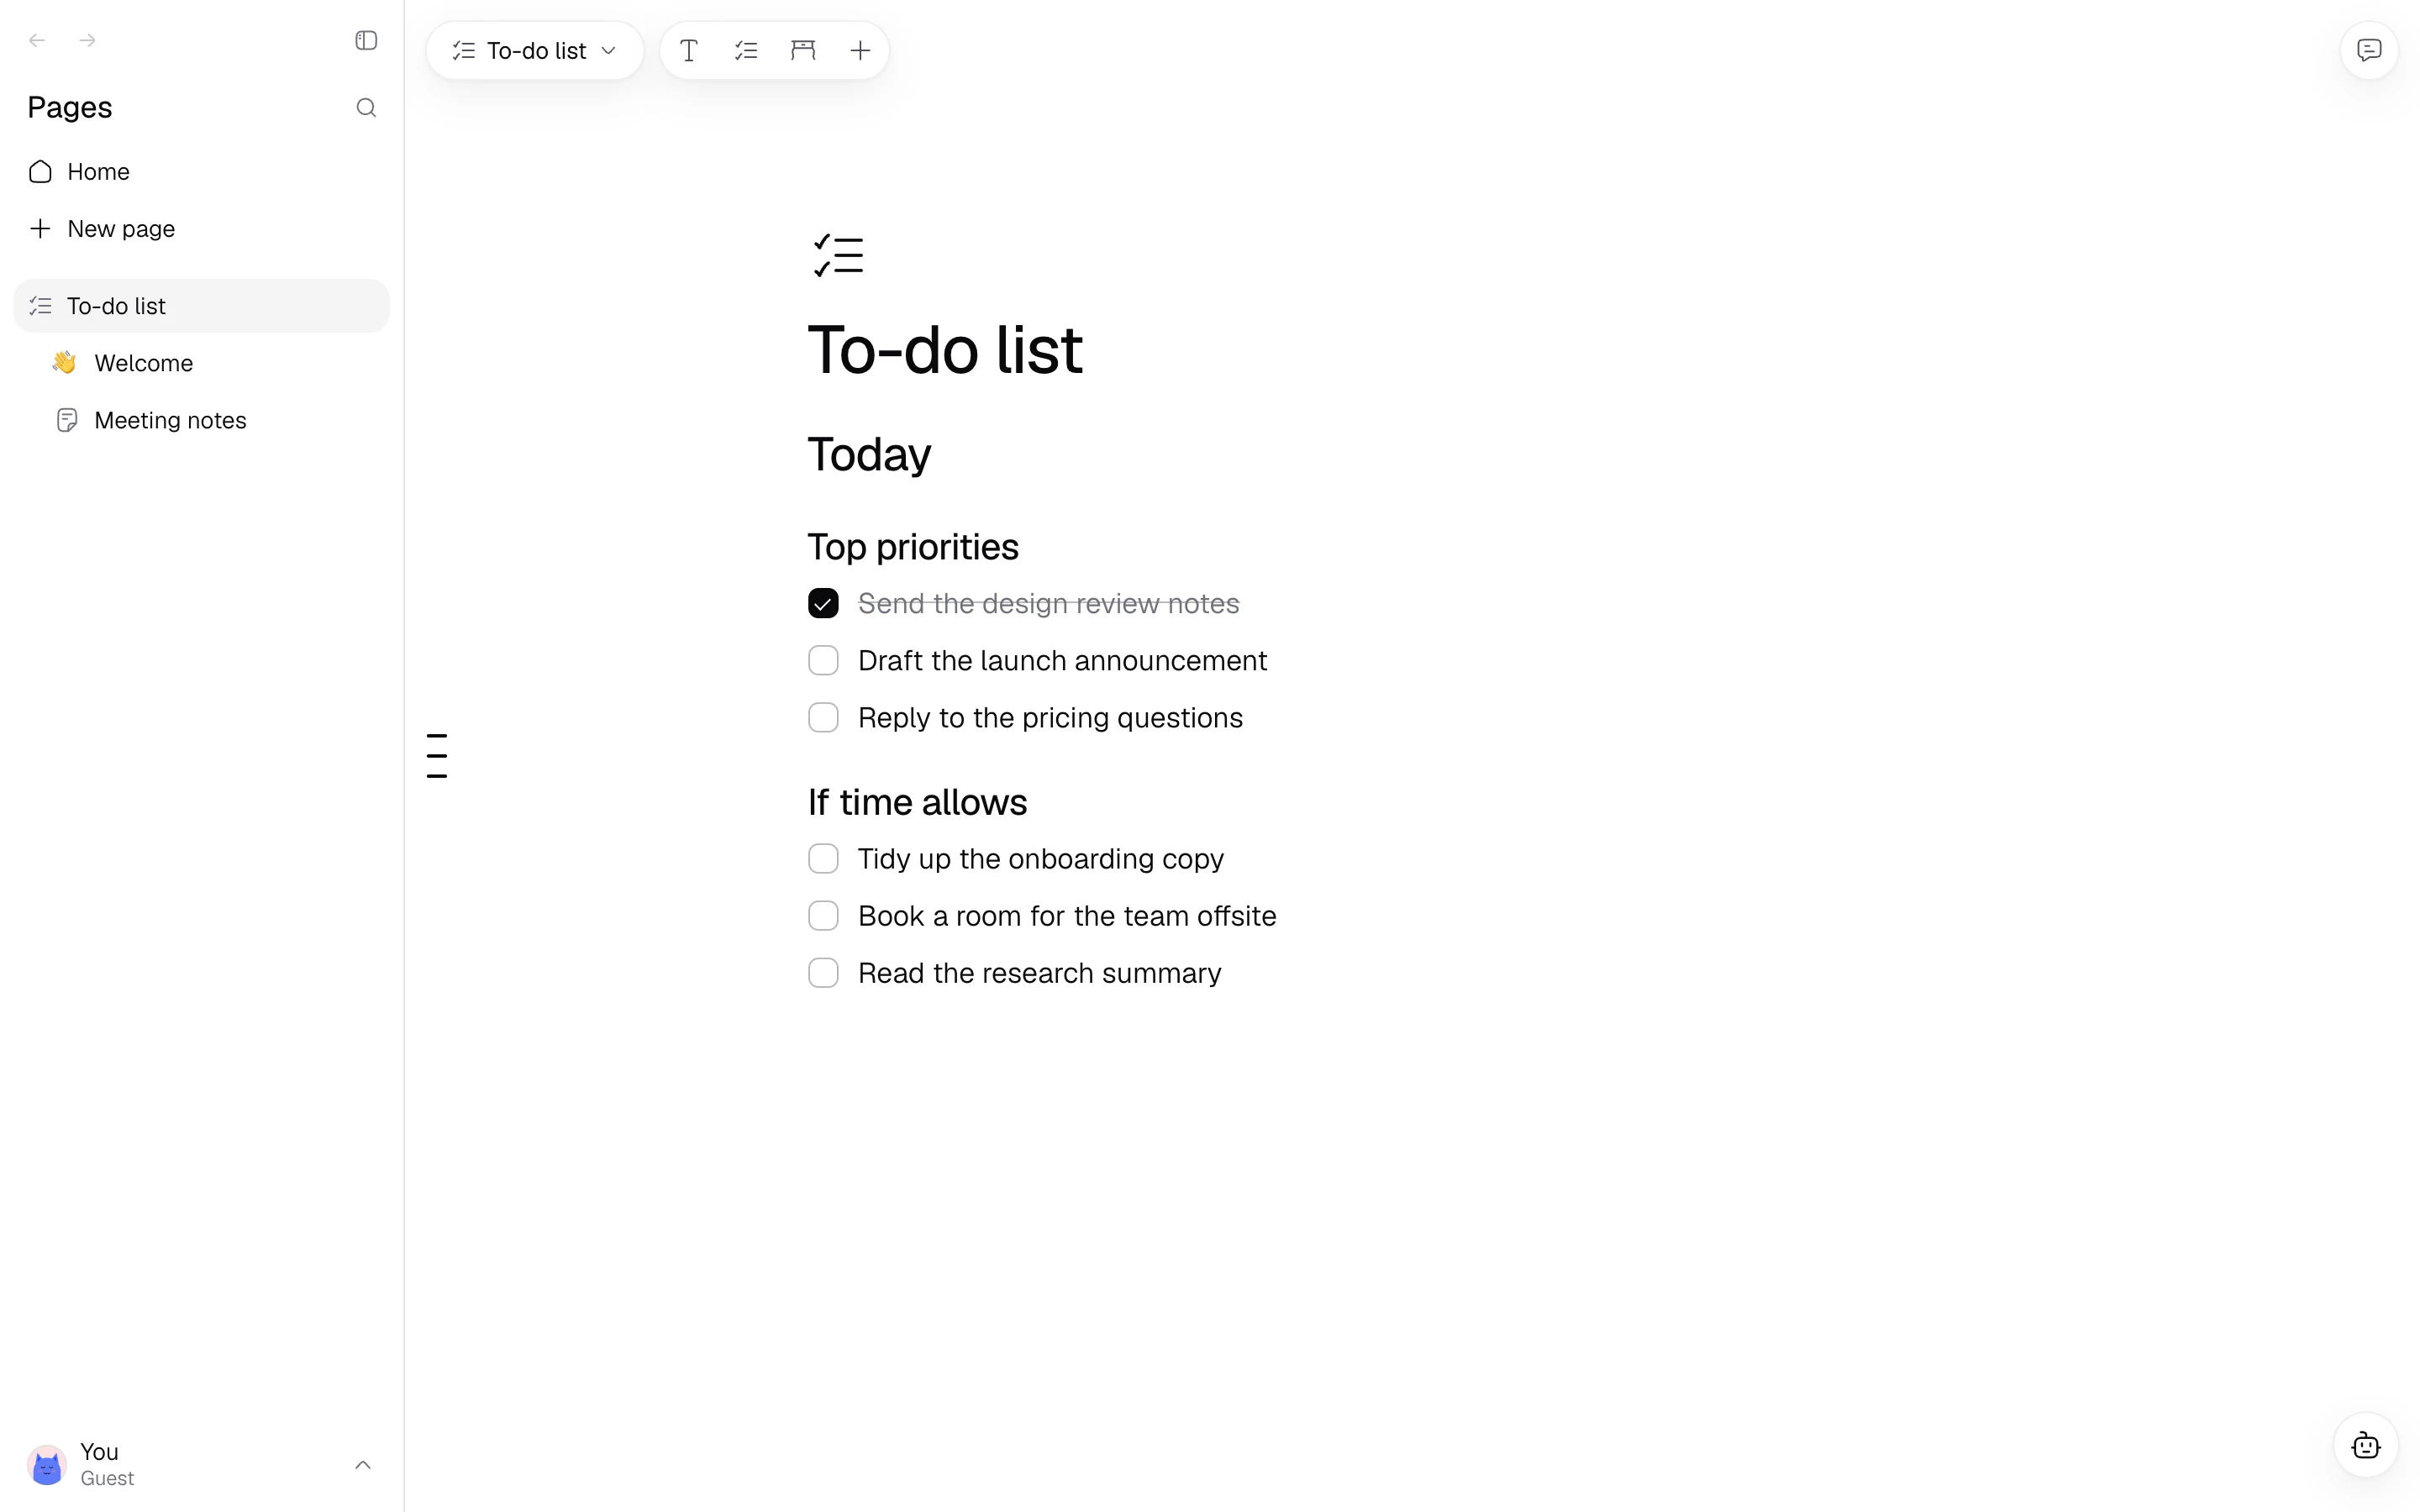 To-do list
Pages
Home
New page
To-do list
Welcome
Meeting notes
To-do list
Today
Top priorities
Send the design review notes
Draft the launch announcement
Reply to the pricing questions
If time allows
Tidy up the onboarding copy
Book a room for the team offsite
Read the research summary
You
Guest